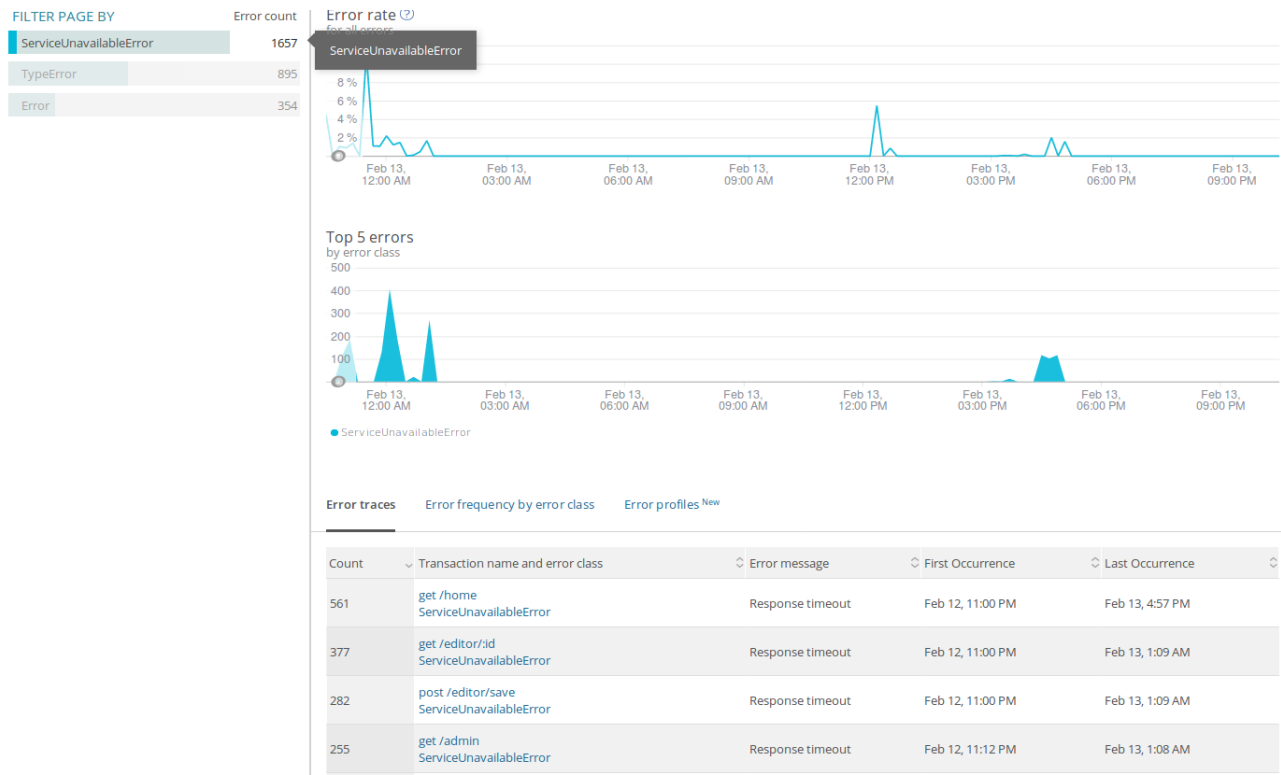 FILTER PAGE BY Error count
ServiceUnavailableError 1657
TypeError 895
Error 354
Error rate ?
for all errors
ServiceUnavailableError
8 %
6 %
4 %
2 %
Feb 13, 12:00 AM
Feb 13, 03:00 AM
Feb 13, 06:00 AM
Feb 13, 09:00 AM
Feb 13, 12:00 PM
Feb 13, 03:00 PM
Feb 13, 06:00 PM
Feb 13, 09:00 PM
Top 5 errors
by error class
500
400
300
200
100
Feb 13, 12:00 AM
Feb 13, 03:00 AM
Feb 13, 06:00 AM
Feb 13, 09:00 AM
Feb 13, 12:00 PM
Feb 13, 03:00 PM
Feb 13, 06:00 PM
Feb 13, 09:00 PM
ServiceUnavailableError
Error traces Error frequency by error class Error profiles New
Count Transaction name and error class Error message First Occurrence Last Occurrence
561 get /home ServiceUnavailableError Response timeout Feb 12, 11:00 PM Feb 13, 4:57 PM
377 get /editor/:id ServiceUnavailableError Response timeout Feb 12, 11:00 PM Feb 13, 1:09 AM
282 post /editor/save ServiceUnavailableError Response timeout Feb 12, 11:00 PM Feb 13, 1:09 AM
255 get /admin ServiceUnavailableError Response timeout Feb 12, 11:12 PM Feb 13, 1:08 AM